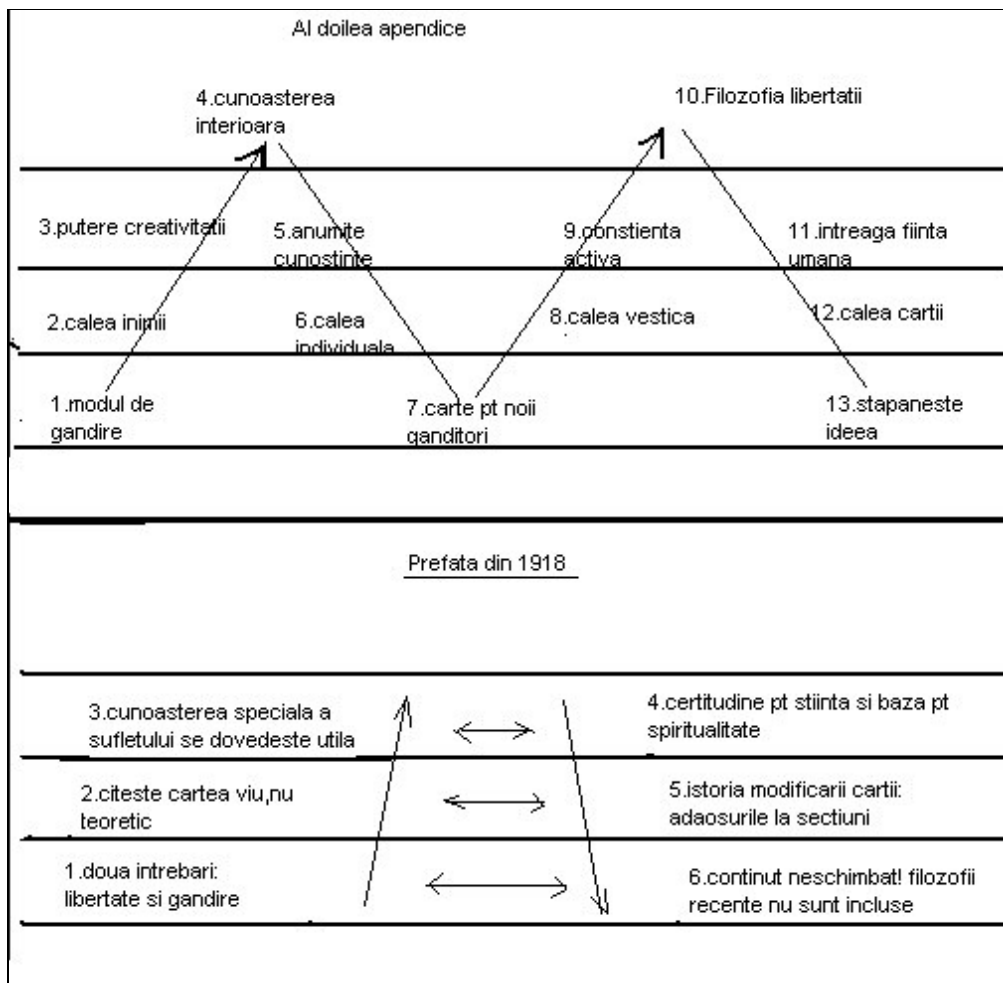 Al doilea apendice
4.cunoasterea
interioara
10.Filozofia libertatii
3.putere creativitatii
5.anumite
cunostinte
9.constienta
activa
11.intreaga fiinta
umana
2.calea inimii
6.calea
individuala
8.calea vestica
12.calea cartii
1.modul de
gandire
7.carte pt noii
ganditori
13.stapaneste
ideea
Prefata din 1918
3.cunoasterea speciala a
sufletului se dovedeste utila
4.certitudine pt stiinta si baza pt
spiritualitate
2.citeste cartea viu,nu
teoretic
5.istoria modificarii cartii:
adaosurile la sectiuni
1.doua intrebari:
libertate si gandire
6.continut neschimbat! filozofii
recente nu sunt incluse